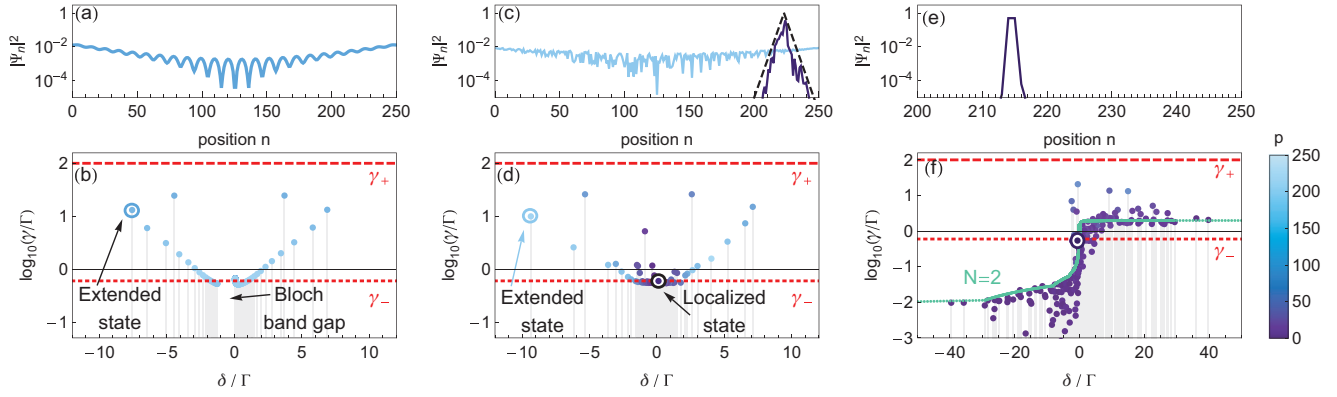 (a)
1
10⁻²
10⁻⁴
|Ψₙ|²
0 50 100 150 200 250
position n
(c)
1
10⁻²
10⁻⁴
|Ψₙ|²
0 50 100 150 200 250
position n
(e)
1
10⁻²
10⁻⁴
|Ψₙ|²
200 210 220 230 240 250
position n
(b)
2
1
0
−1
log₁₀(γ/Γ)
γ₊
γ₋
Extended
state
Bloch
band gap
−10 −5 0 5 10
δ / Γ
(d)
2
1
0
−1
log₁₀(γ/Γ)
γ₊
γ₋
Extended
state
Localized
state
−10 −5 0 5 10
δ / Γ
(f)
2
1
0
−1
−2
−3
log₁₀(γ/Γ)
γ₊
γ₋
N=2
−40 −20 0 20 40
δ / Γ
p
250
200
150
100
50
0